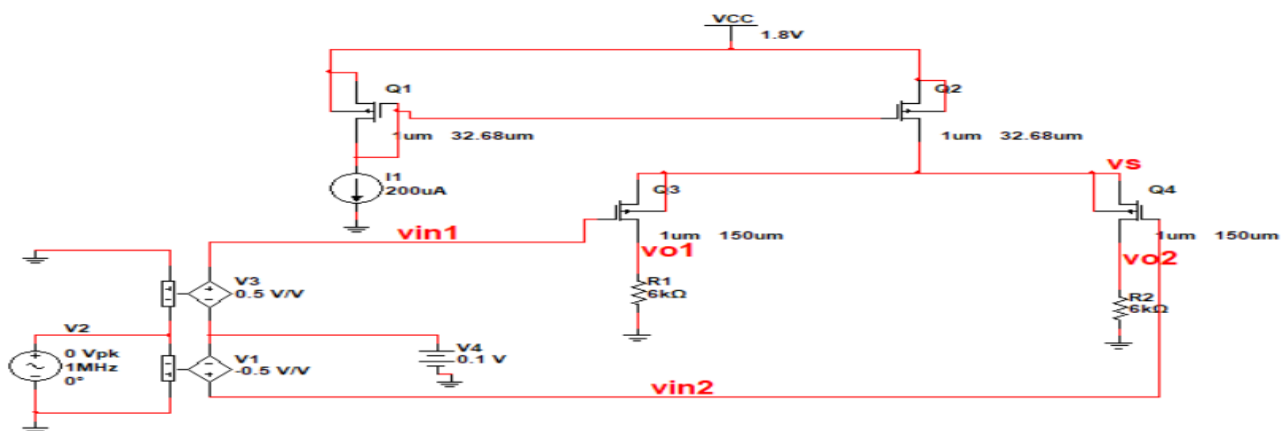 VCC
1.8V
Q1
1um 32.68um
Q2
1um 32.68um
I1
200uA
vs
Q3
1um 150um
Q4
1um 150um
vin1
vo1
vo2
R1
6kΩ
R2
6kΩ
V3
0.5 V/V
V2
0 Vpk
1MHz
0°
V1
-0.5 V/V
V4
0.1 V
vin2